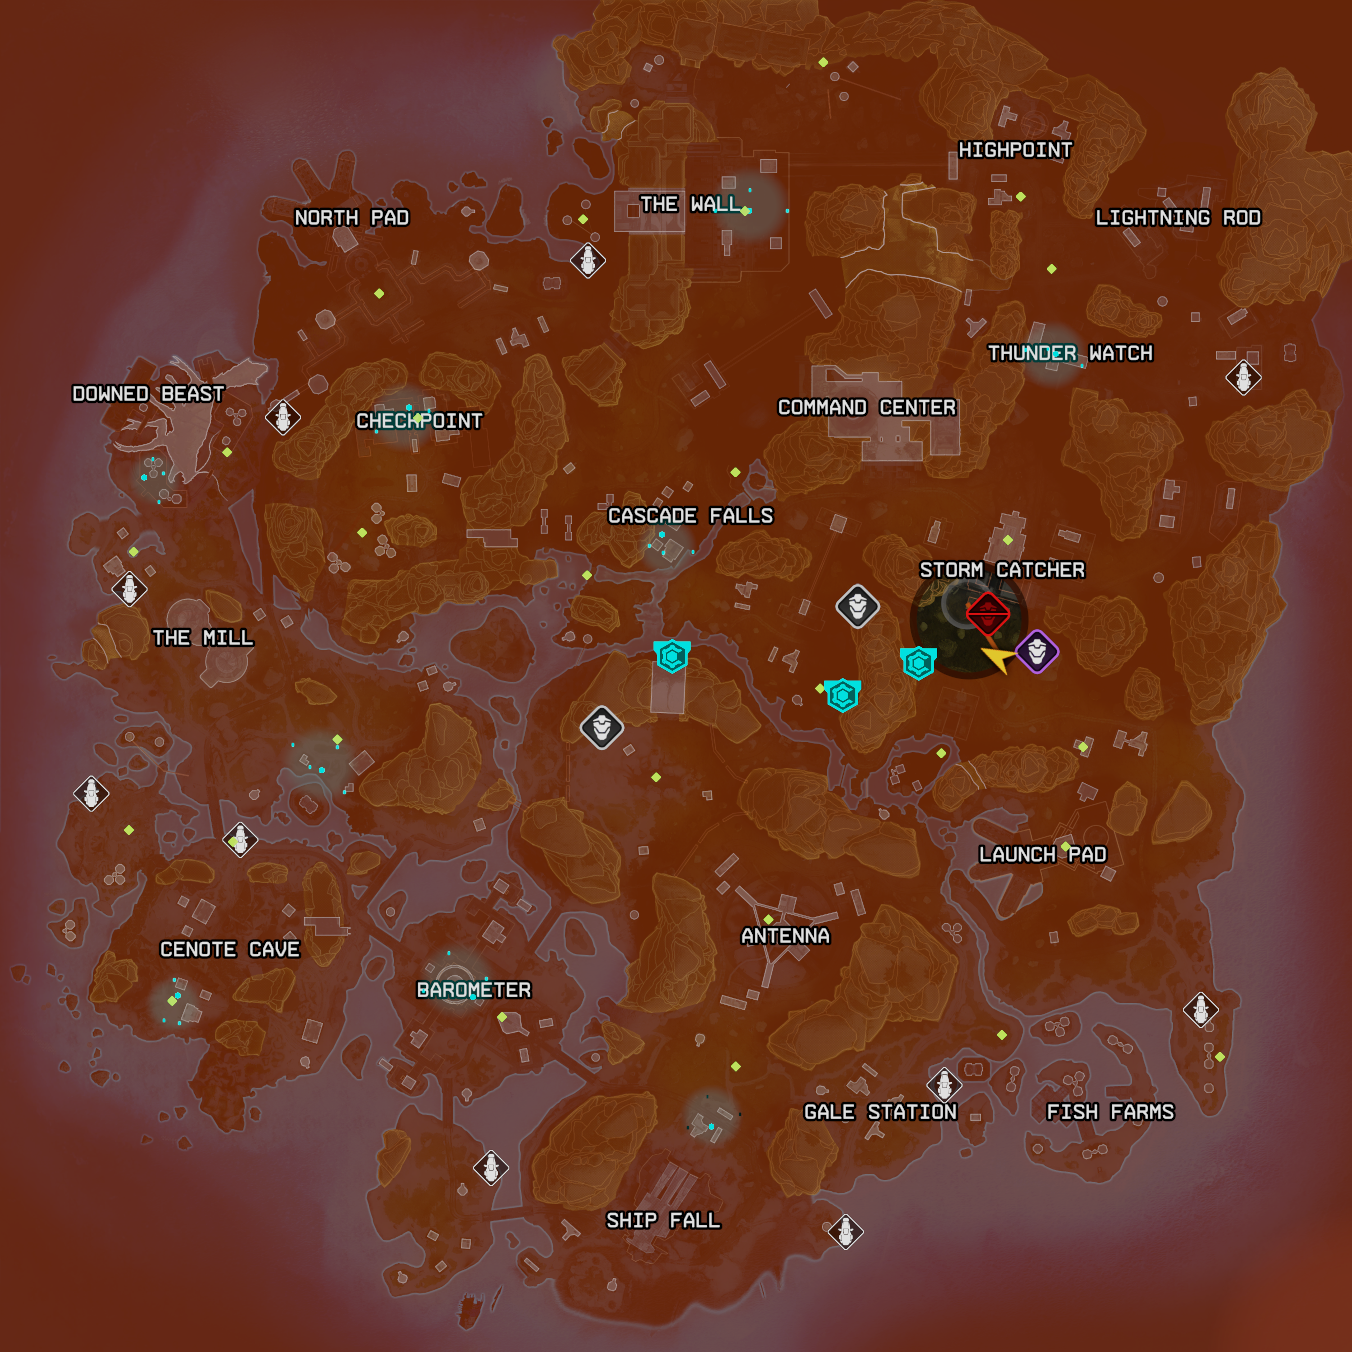 HIGHPOINT
THE WALL
NORTH PAD
LIGHTNING ROD
THUNDER WATCH
DOWNED BEAST
COMMAND CENTER
CHECKPOINT
CASCADE FALLS
STORM CATCHER
THE MILL
LAUNCH PAD
ANTENNA
CENOTE CAVE
BAROMETER
GALE STATION
FISH FARMS
SHIP FALL